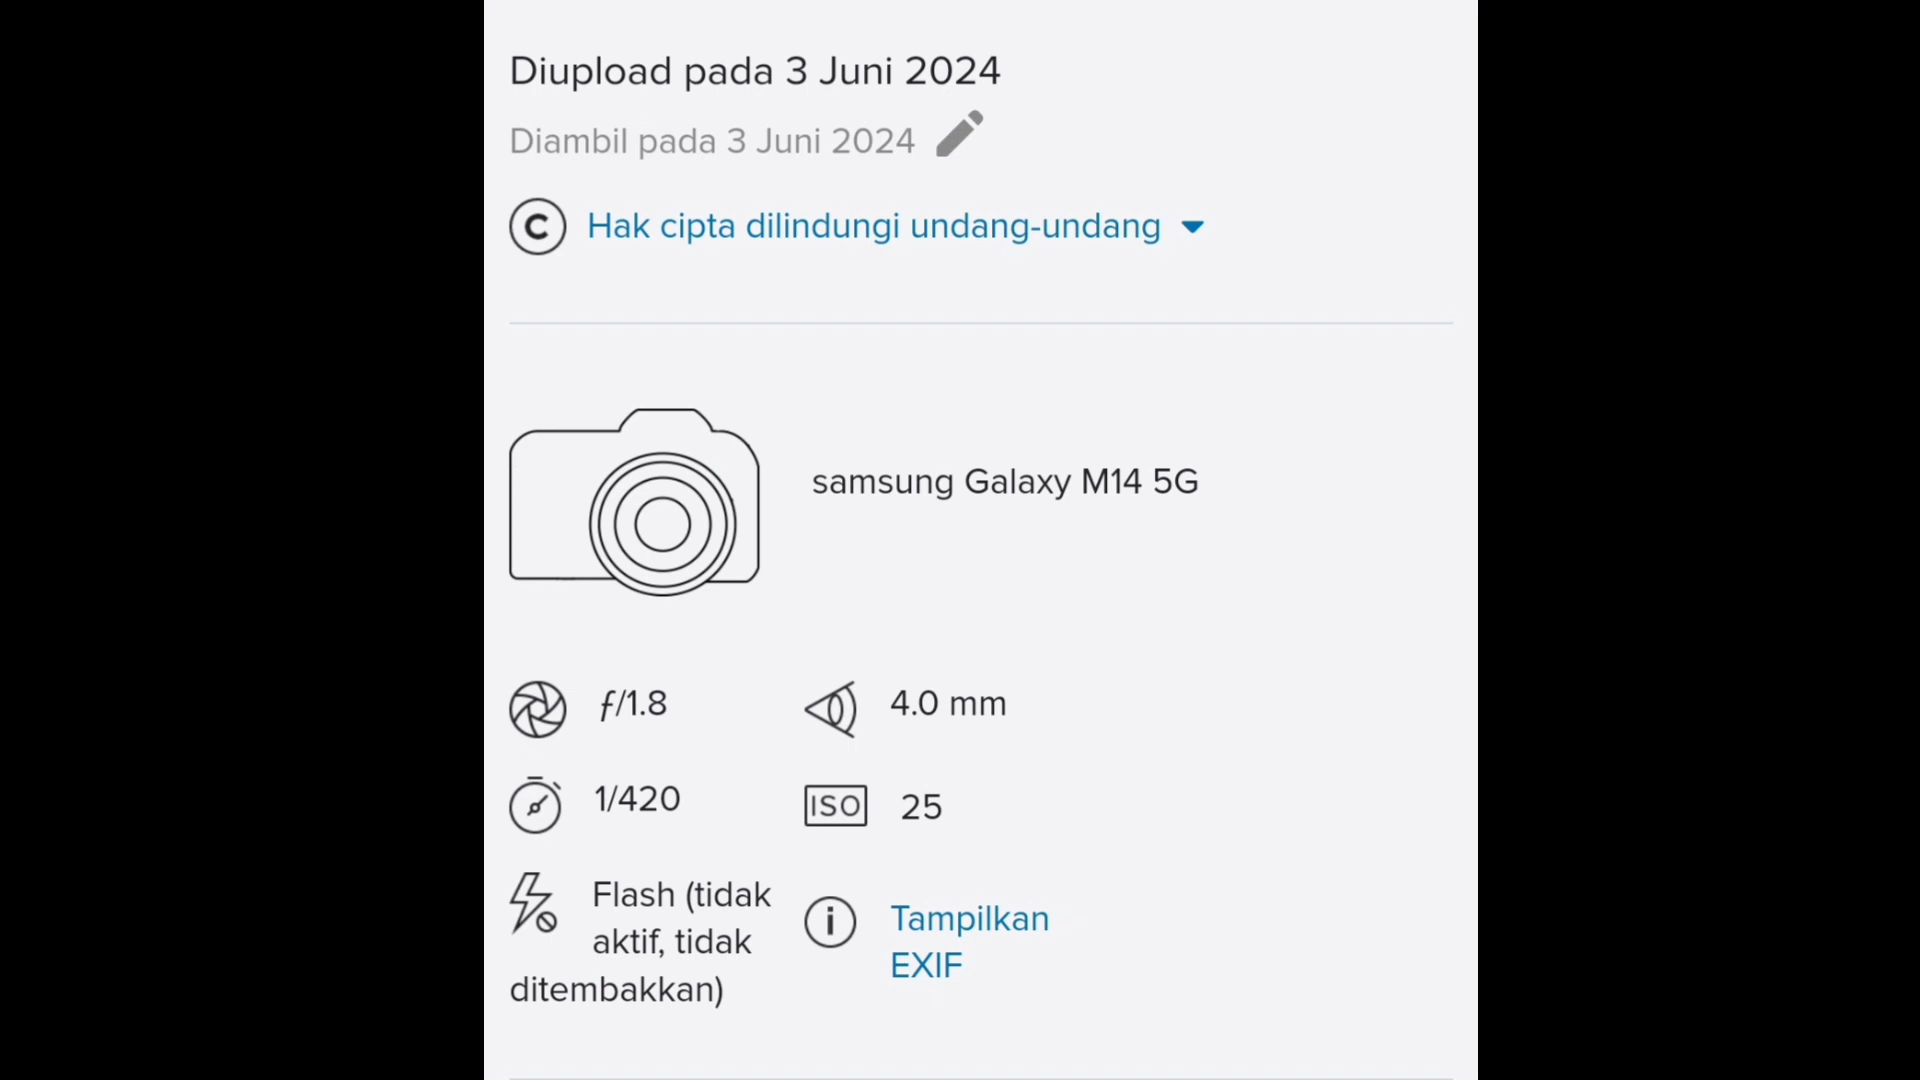 Diupload pada 3 Juni 2024
Diambil pada 3 Juni 2024
C Hak cipta dilindungi undang-undang
samsung Galaxy M14 5G
ƒ/1.8
4.0 mm
1/420
ISO 25
Flash (tidak
aktif, tidak
ditembakkan)
i Tampilkan
EXIF